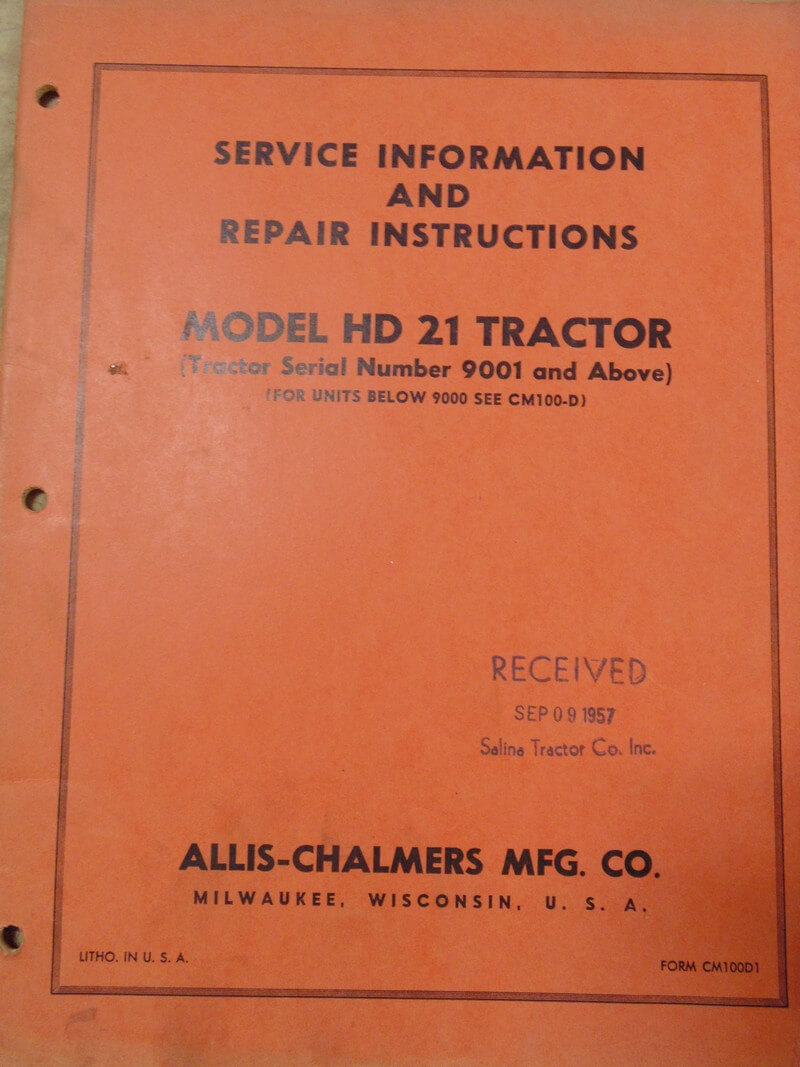 SERVICE INFORMATION
AND
REPAIR INSTRUCTIONS
MODEL HD 21 TRACTOR
(Tractor Serial Number 9001 and Above)
(FOR UNITS BELOW 9000 SEE CM100-D)
RECEIVED
SEP 09 1957
Salina Tractor Co. Inc.
ALLIS-CHALMERS MFG. CO.
MILWAUKEE, WISCONSIN, U. S. A.
LITHO. IN U. S. A.
FORM CM100D1